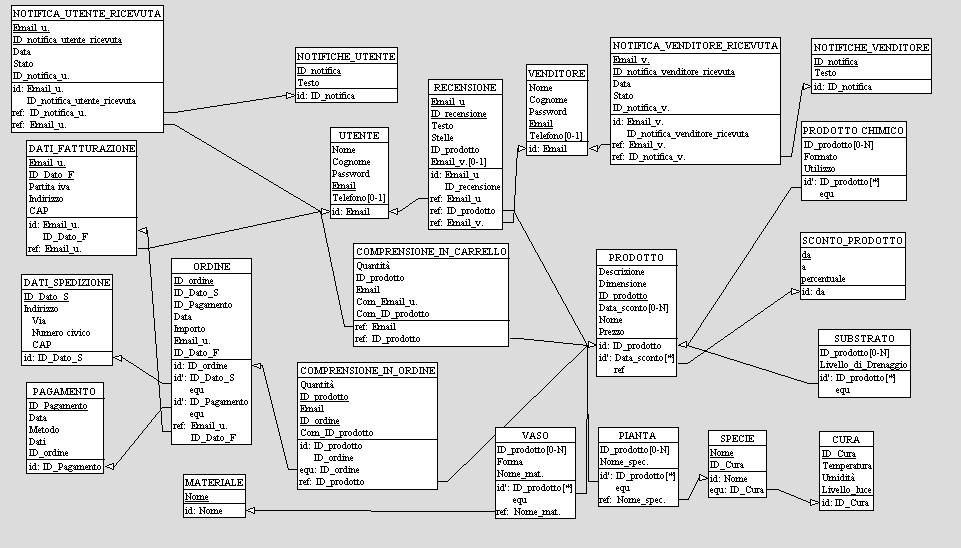 NOTIFICA_UTENTE_RICEVUTA
Email_u.
ID_notifica_utente_ricevuta
Data
Stato
ID_notifica_u.
id: Email_u.
ID_notifica_utente_ricevuta
ref: ID_notifica_u.
ref: Email_u.
NOTIFICHE_UTENTE
ID_notifica
Testo
id: ID_notifica
RECENSIONE
Email_u
ID_recensione
Testo
Stelle
ID_prodotto
Email_v.[0-1]
id: Email_u
ID_recensione
ref: Email_u
ref: ID_prodotto
ref: Email_v.
VENDITORE
Nome
Cognome
Password
Email
Telefono[0-1]
id: Email
NOTIFICA_VENDITORE_RICEVUTA
Email_v.
ID_notifica_venditore_ricevuta
Data
Stato
ID_notifica_v.
id: Email_v.
ID_notifica_venditore_ricevuta
ref: Email_v.
ref: ID_notifica_v.
NOTIFICHE_VENDITORE
ID_notifica
Testo
id: ID_notifica
DATI_FATTURAZIONE
Email_u.
ID_Dato_F
Partita iva
Indirizzo
CAP
id: Email_u.
ID_Dato_F
ref: Email_u.
UTENTE
Nome
Cognome
Password
Email
Telefono[0-1]
id: Email
PRODOTTO CHIMICO
ID_prodotto[0-N]
Formato
Utilizzo
id': ID_prodotto[*]
equ
DATI_SPEDIZIONE
ID_Dato_S
Indirizzo
Via
Numero civico
CAP
id: ID_Dato_S
ORDINE
ID_ordine
ID_Dato_S
ID_Pagamento
Data
Importo
Email_u.
ID_Dato_F
id: ID_ordine
id': ID_Dato_S
equ
id': ID_Pagamento
equ
ref: Email_u.
ID_Dato_F
COMPRENSIONE_IN_CARRELLO
Quantità
ID_prodotto
Email
Com_Email_u.
Com_ID_prodotto
ref: Email
ref: ID_prodotto
PRODOTTO
Descrizione
Dimensione
ID_prodotto
Data_sconto[0-N]
Nome
Prezzo
id: ID_prodotto
id': Data_sconto[*]
ref
SCONTO_PRODOTTO
da
a
percentuale
id: da
SUBSTRATO
ID_prodotto[0-N]
Livello_di_Drenaggio
id': ID_prodotto[*]
equ
PAGAMENTO
ID_Pagamento
Data
Metodo
Dati
ID_ordine
id: ID_Pagamento
COMPRENSIONE_IN_ORDINE
Quantità
ID_prodotto
Email
ID_ordine
Com_ID_prodotto
id: ID_prodotto
ID_ordine
equ: ID_ordine
ref: ID_prodotto
MATERIALE
Nome
id: Nome
VASO
ID_prodotto[0-N]
Forma
Nome_mat.
id': ID_prodotto[*]
equ
ref: Nome_mat.
PIANTA
ID_prodotto[0-N]
Nome_spec.
id': ID_prodotto[*]
equ
ref: Nome_spec.
SPECIE
Nome
ID_Cura
id: Nome
equ: ID_Cura
CURA
ID_Cura
Temperatura
Umidità
Livello_luce
id: ID_Cura